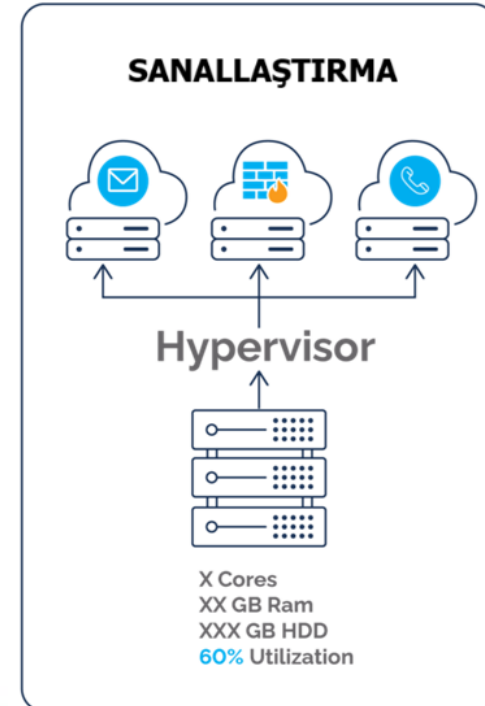 SANALLAŞTIRMA
Hypervisor
X Cores
XX GB Ram
XXX GB HDD
60% Utilization